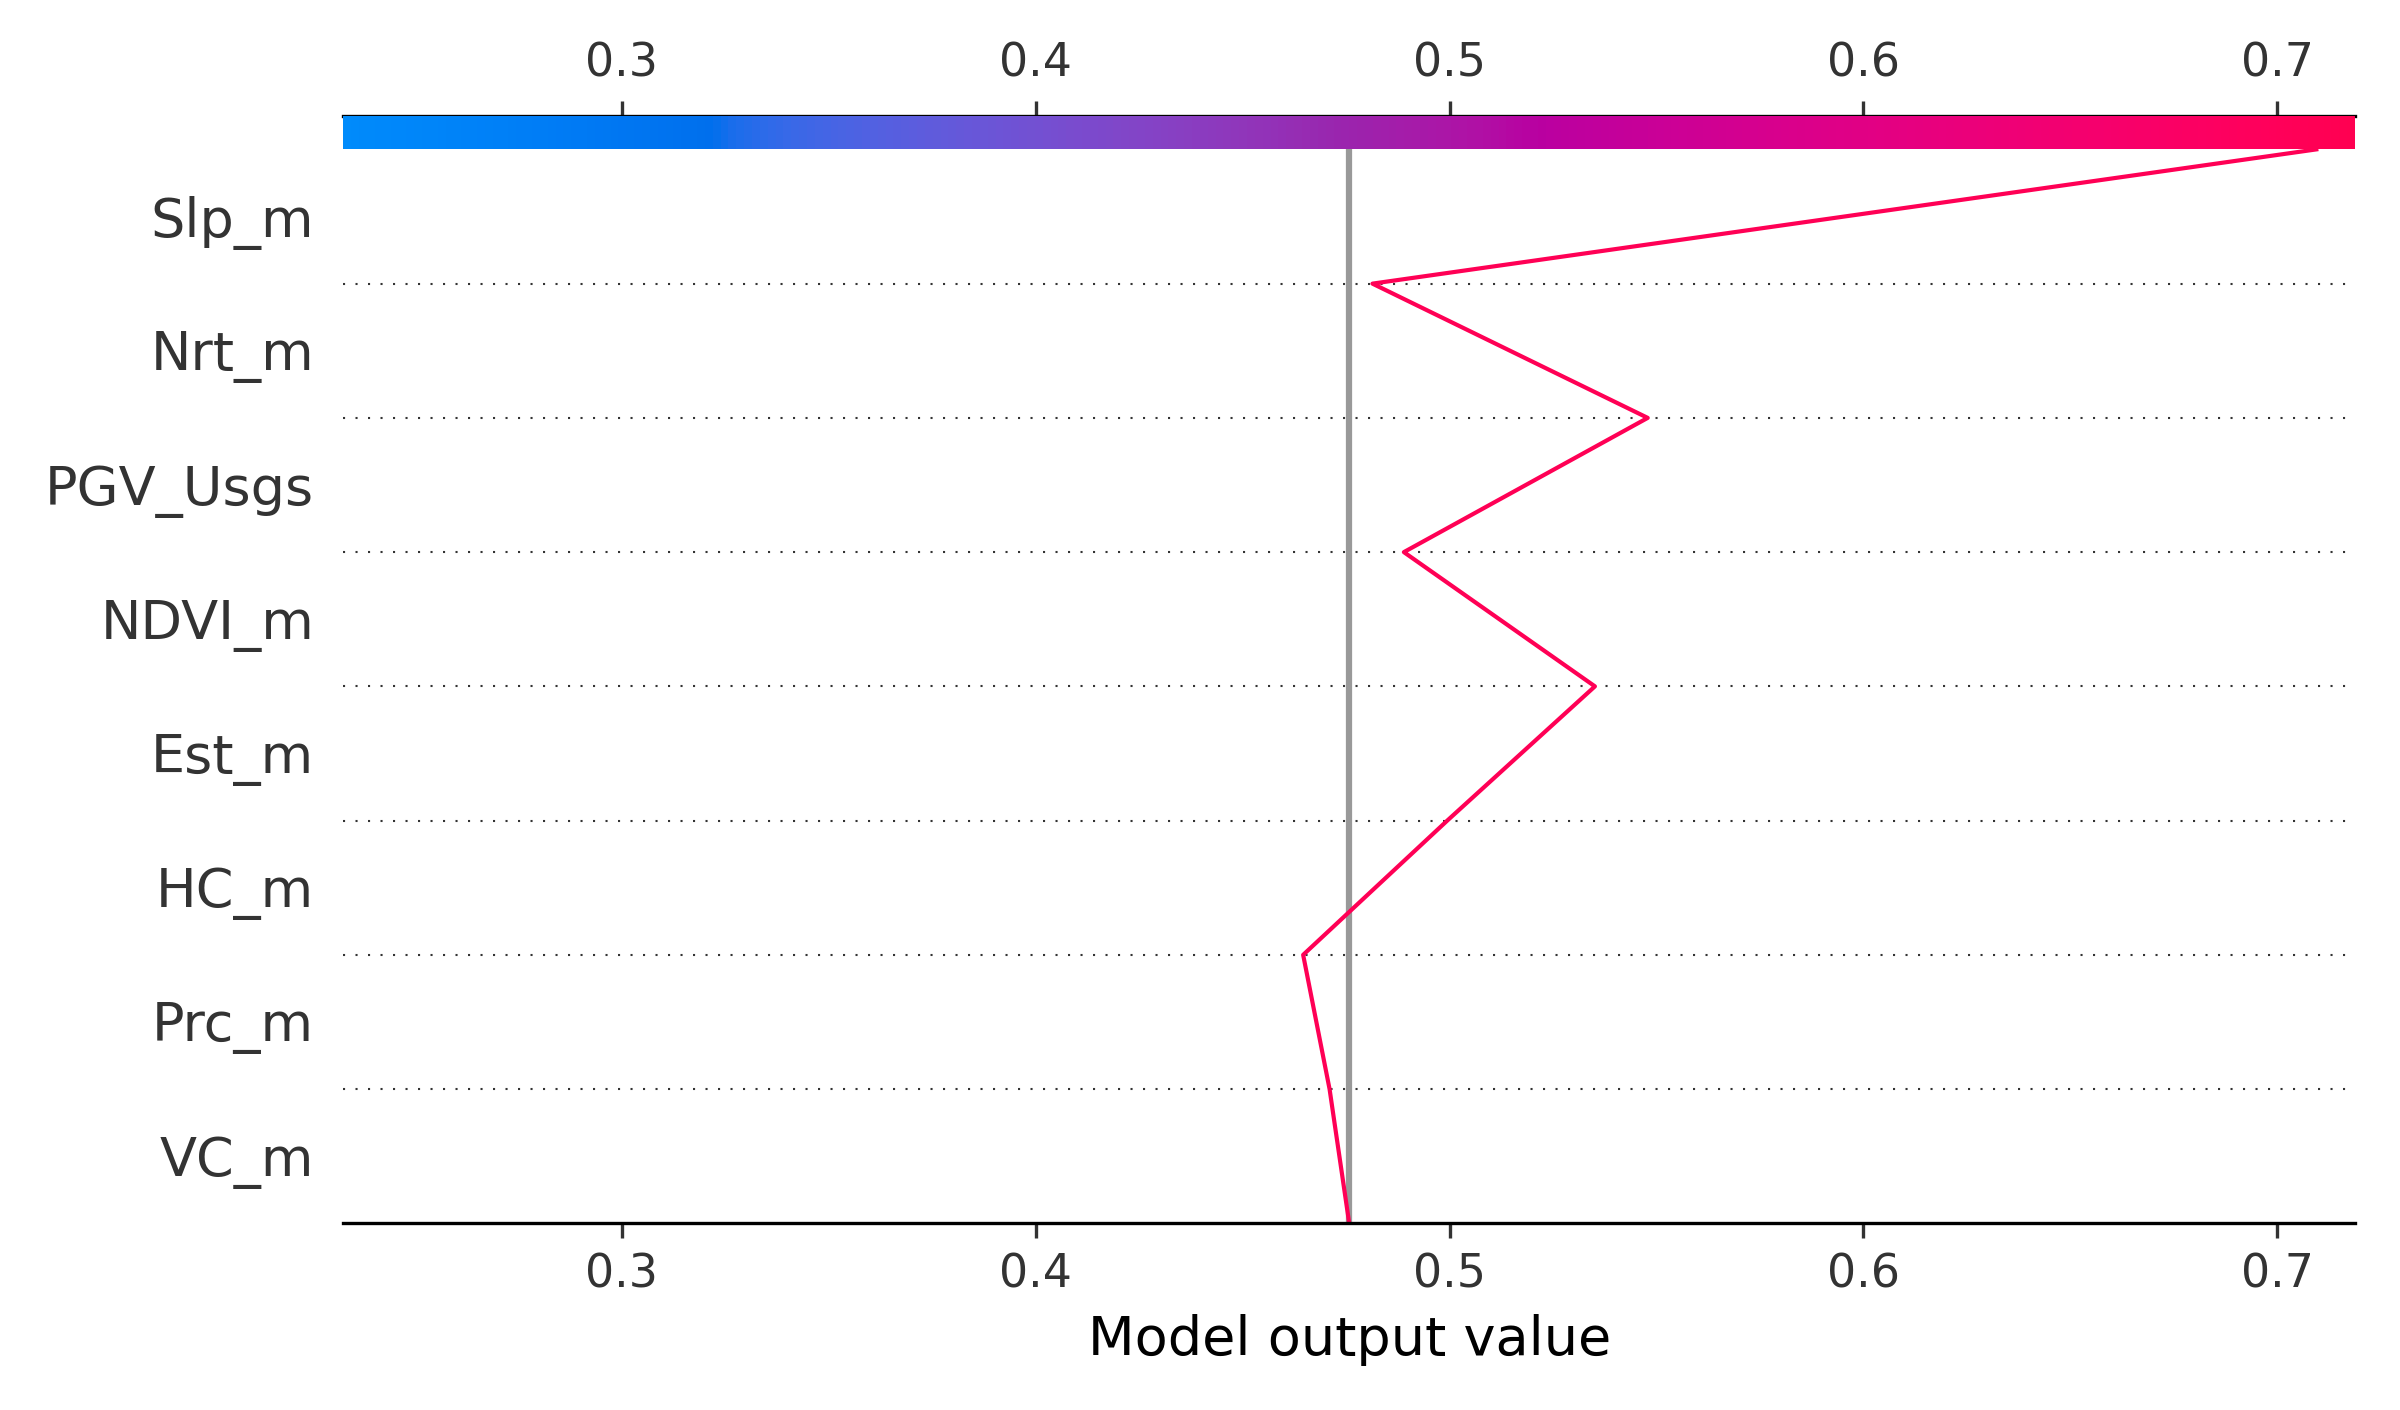 0.3 0.4 0.5 0.6 0.7
Slp_m
Nrt_m
PGV_Usgs
NDVI_m
Est_m
HC_m
Prc_m
VC_m
0.3 0.4 0.5 0.6 0.7
Model output value